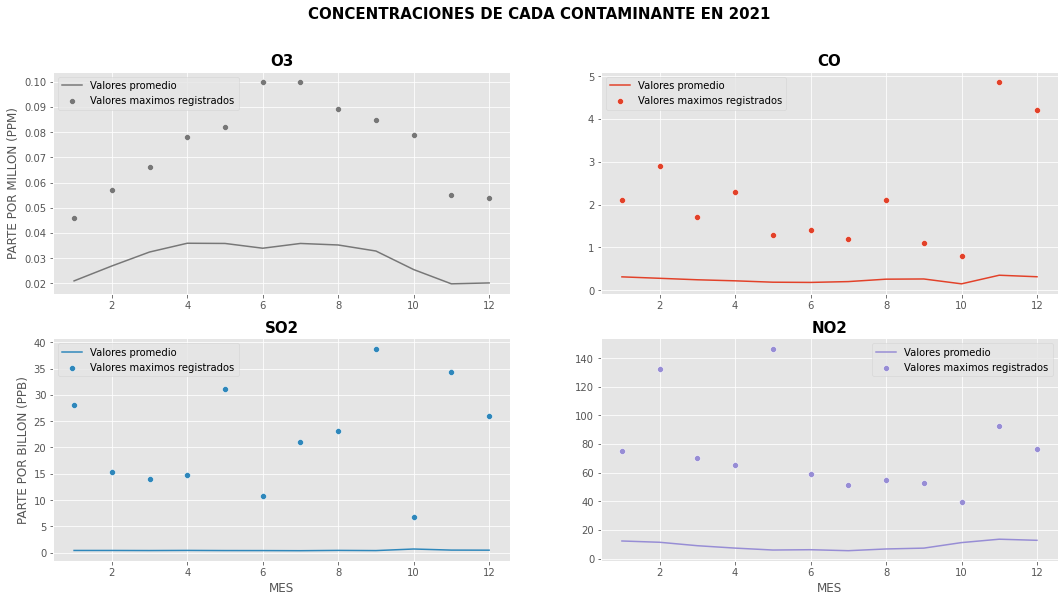 CONCENTRACIONES DE CADA CONTAMINANTE EN 2021
O3
Valores promedio
Valores maximos registrados
PARTE POR MILLON (PPM)
0.10
0.09
0.08
0.07
0.06
0.05
0.04
0.03
0.02
2 4 6 8 10 12
CO
Valores promedio
Valores maximos registrados
5
4
3
2
1
0
2 4 6 8 10 12
SO2
Valores promedio
Valores maximos registrados
PARTE POR BILLON (PPB)
40
35
30
25
20
15
10
5
0
2 4 6 8 10 12
MES
NO2
Valores promedio
Valores maximos registrados
140
120
100
80
60
40
20
0
2 4 6 8 10 12
MES